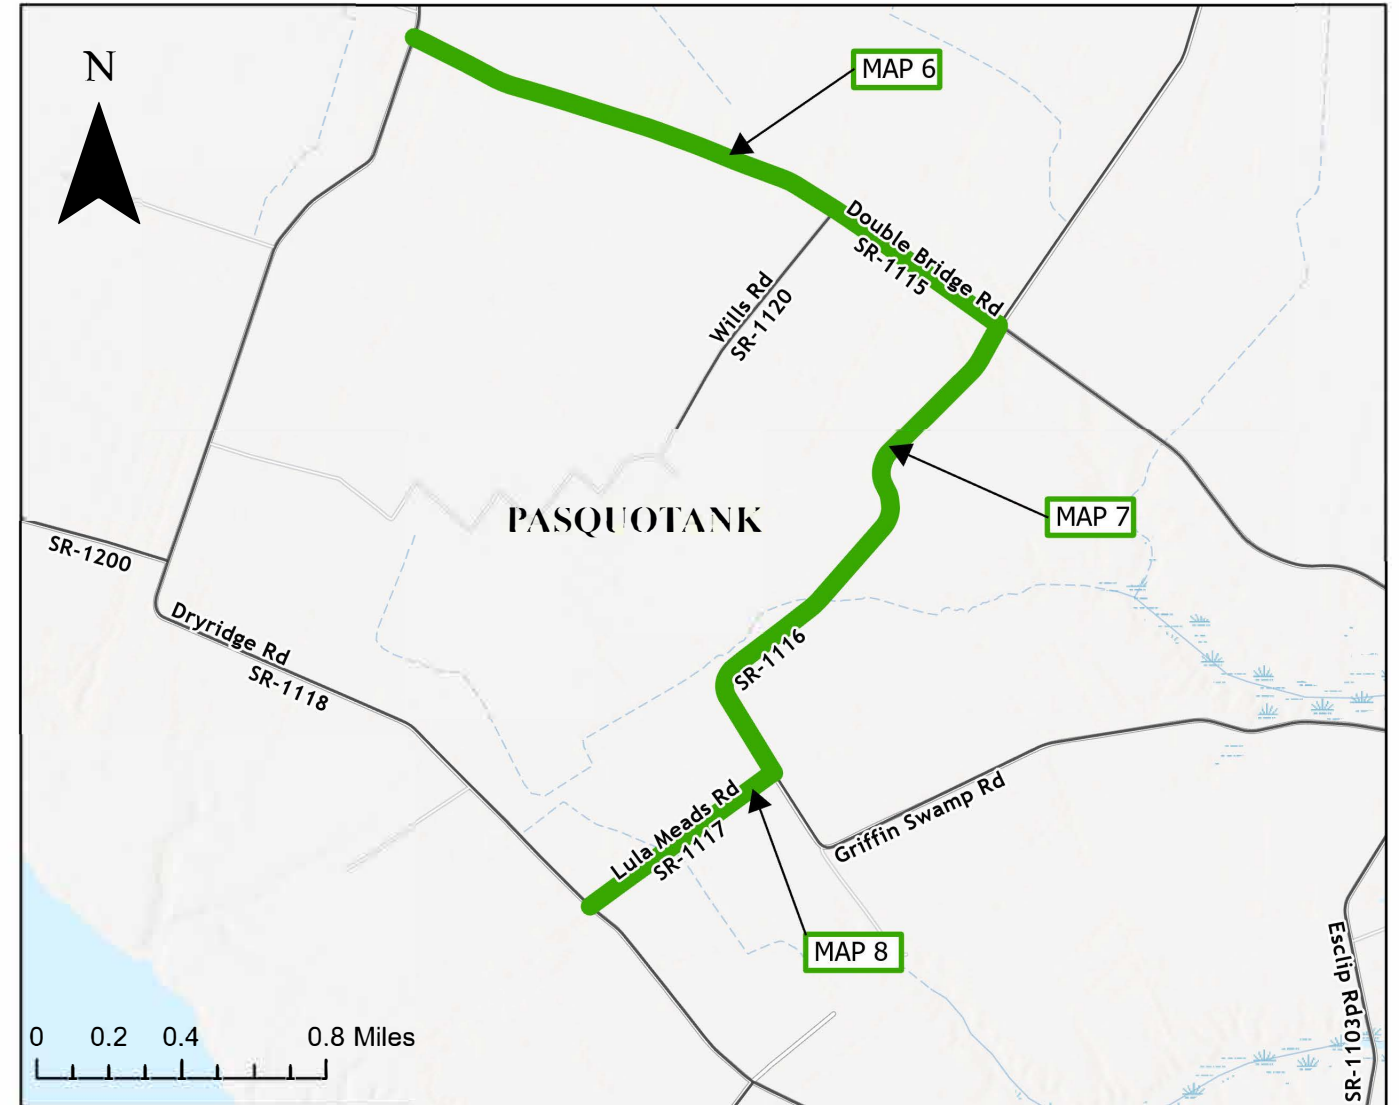 N
MAP 6
Double Bridge Rd
SR-1115
Wills Rd
SR-1120
MAP 7
PASQUOTANK
SR-1200
Dryridge Rd
SR-1118
SR-1116
Lula Meads Rd
SR-1117
Griffin Swamp Rd
MAP 8
Esclip Rd
SR-1103
0 0.2 0.4 0.8 Miles